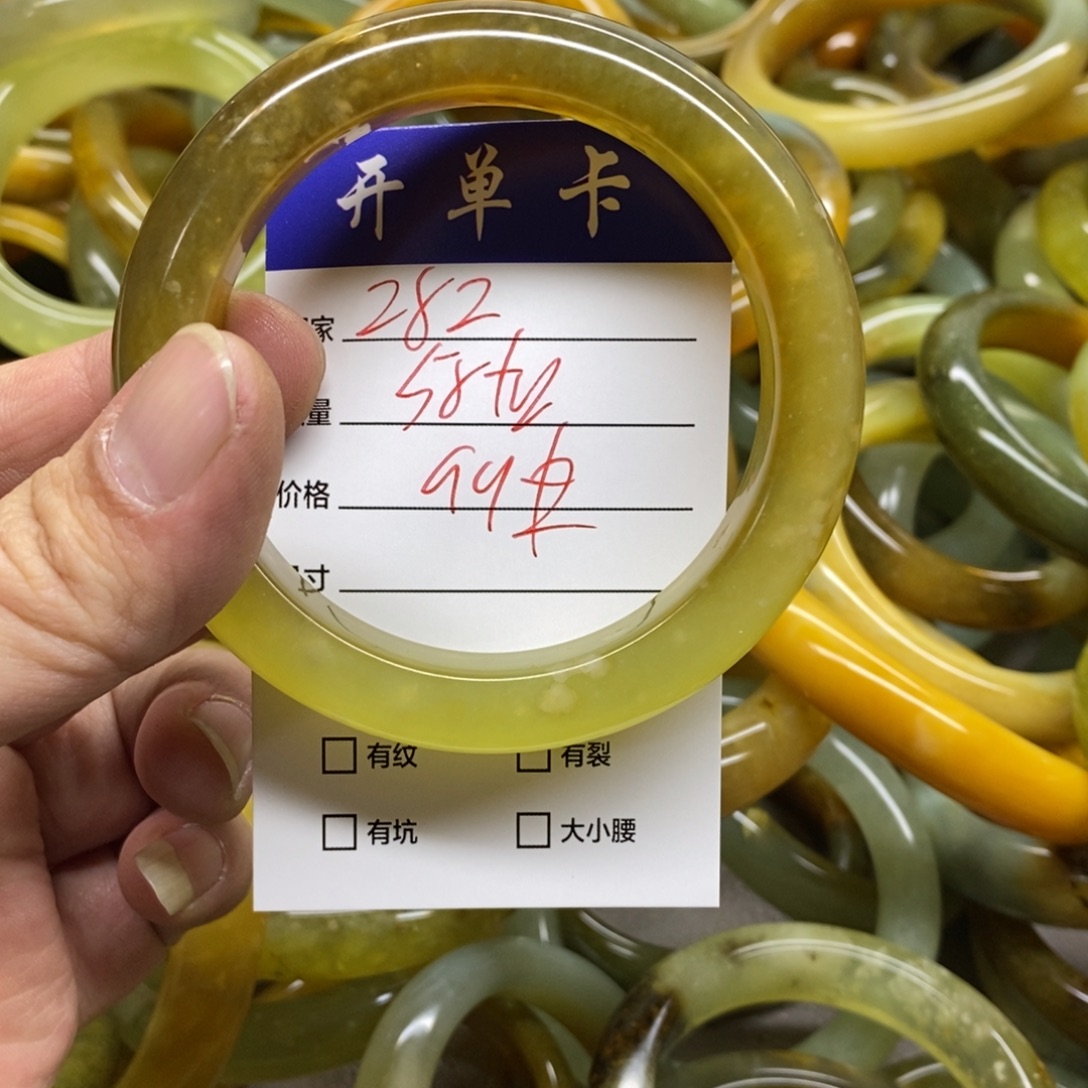 开单卡
家 282
量 58
价格 99
寸
有纹 有裂
有坑 大小腰